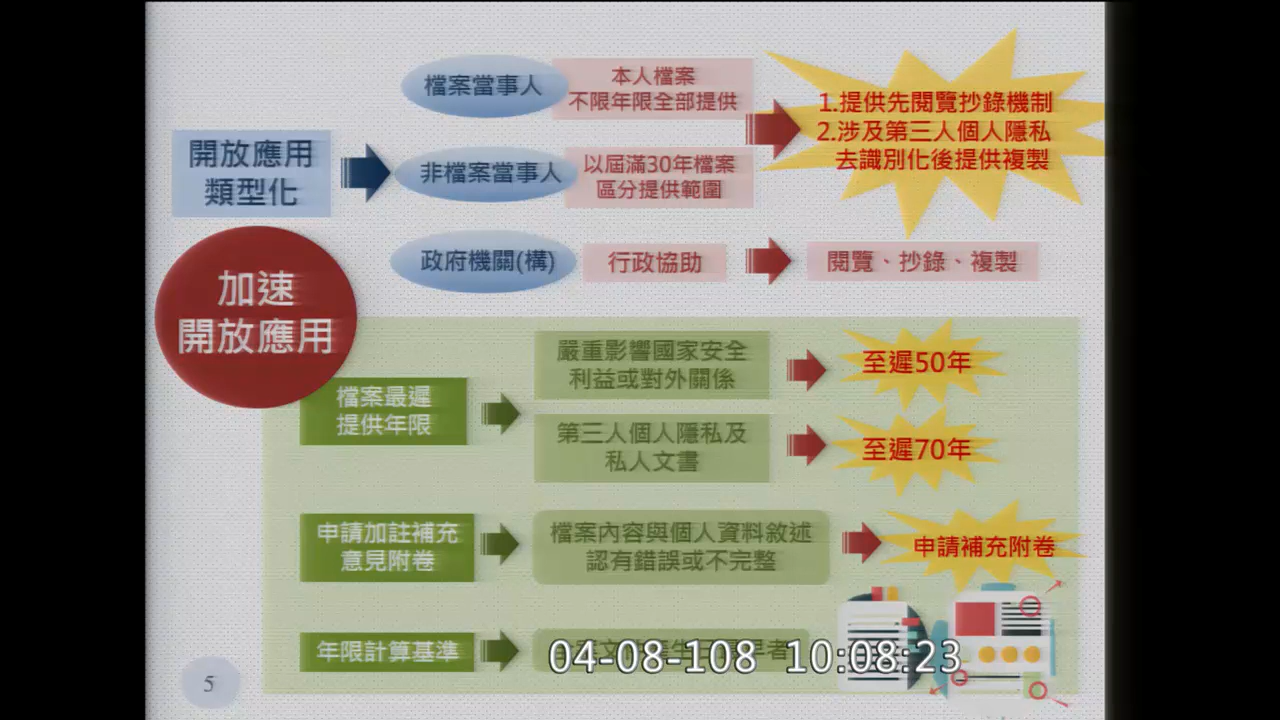 開放應用
類型化
檔案當事人
本人檔案
不限年限全部提供
非檔案當事人
以屆滿30年檔案
區分提供範圍
1.提供先閱覽抄錄機制
2.涉及第三人個人隱私
去識別化後提供複製
政府機關(構)
行政協助
閱覽、抄錄、複製
加速
開放應用
檔案最遲
提供年限
嚴重影響國家安全
利益或對外關係
至遲50年
第三人個人隱私及
私人文書
至遲70年
申請加註補充
意見附卷
檔案內容與個人資料敘述
認有錯誤或不完整
申請補充附卷
年限計算基準
04-08-108 10:08:23
5